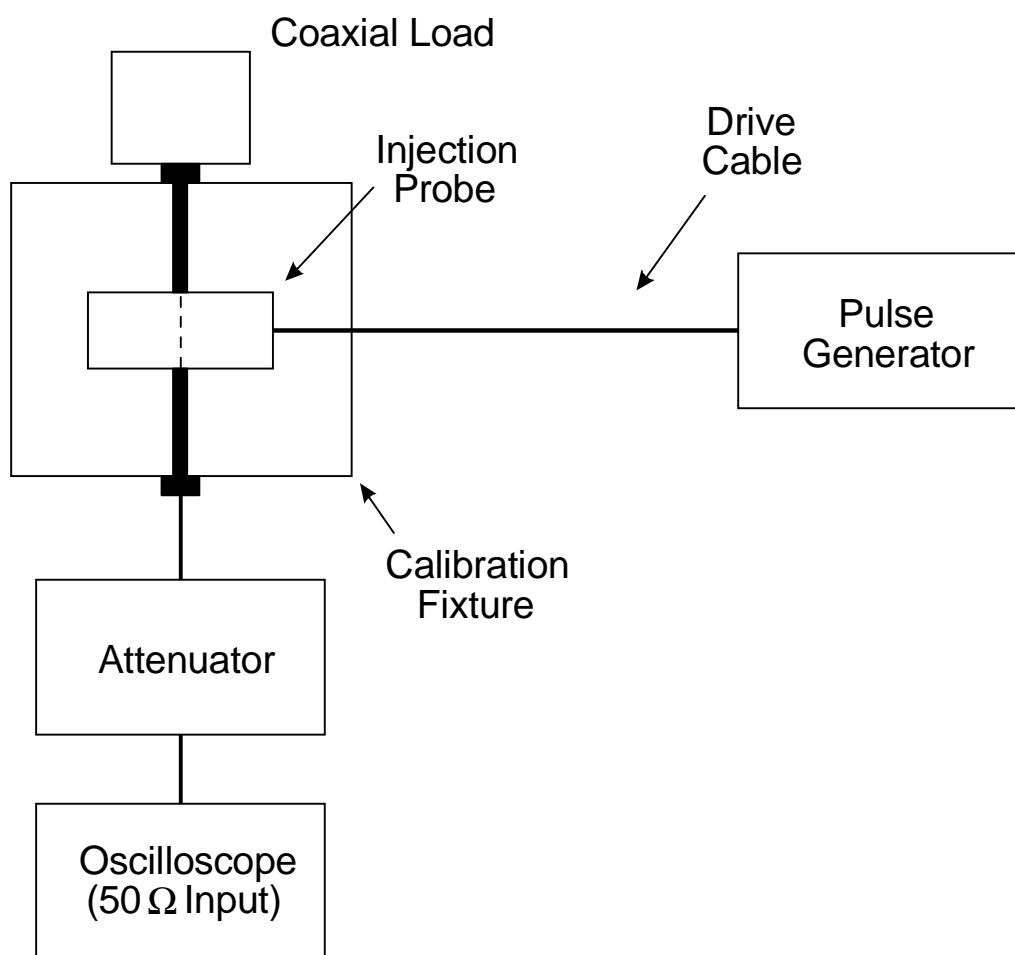 Coaxial Load
Injection
Probe
Drive
Cable
Pulse
Generator
Calibration
Fixture
Attenuator
Oscilloscope
(50 Ω Input)